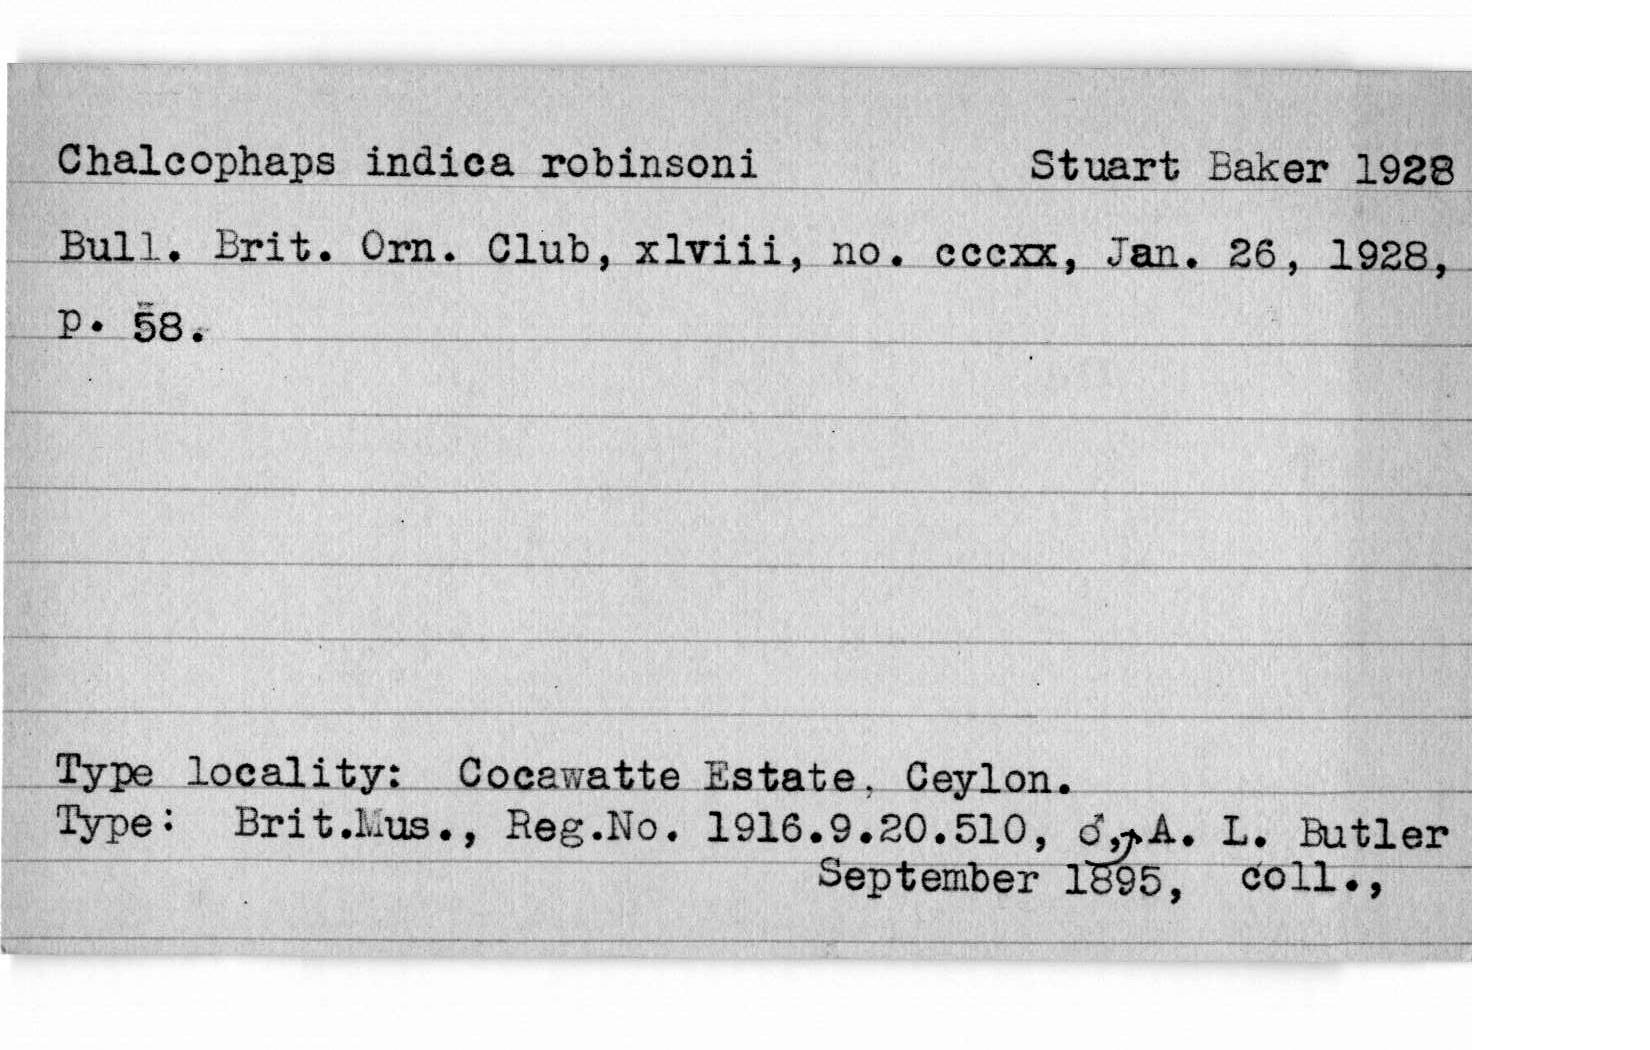 Chalcophaps indica robinsoni Stuart Baker 1928
Bull. Brit. Orn. Club, xlviii, no. cccxx, Jan. 26, 1928,
p. 58.
Type locality: Cocawatte Estate, Ceylon.
Type: Brit.Mus., Reg.No. 1916.9.20.510, ♂, A. L. Butler
September 1895, coll.,